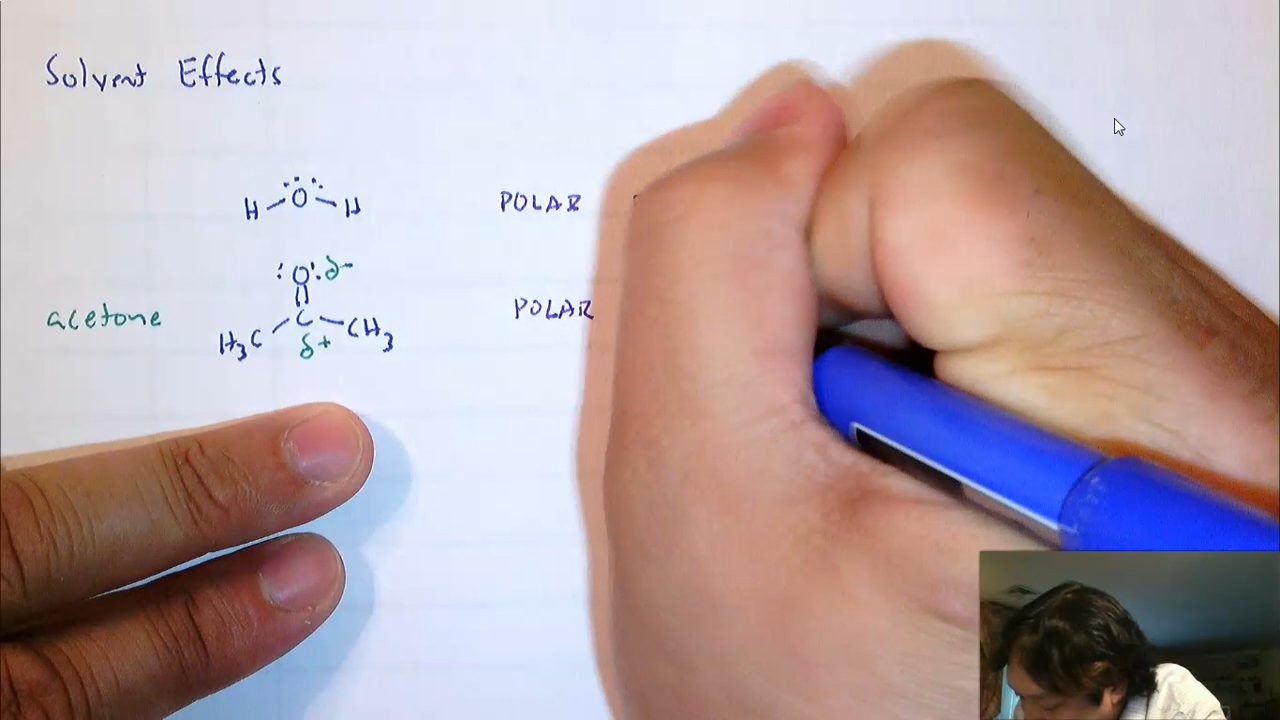 Solvent Effects
H O H POLAR
:O: δ-
acetone H3C C CH3 POLAR
δ+